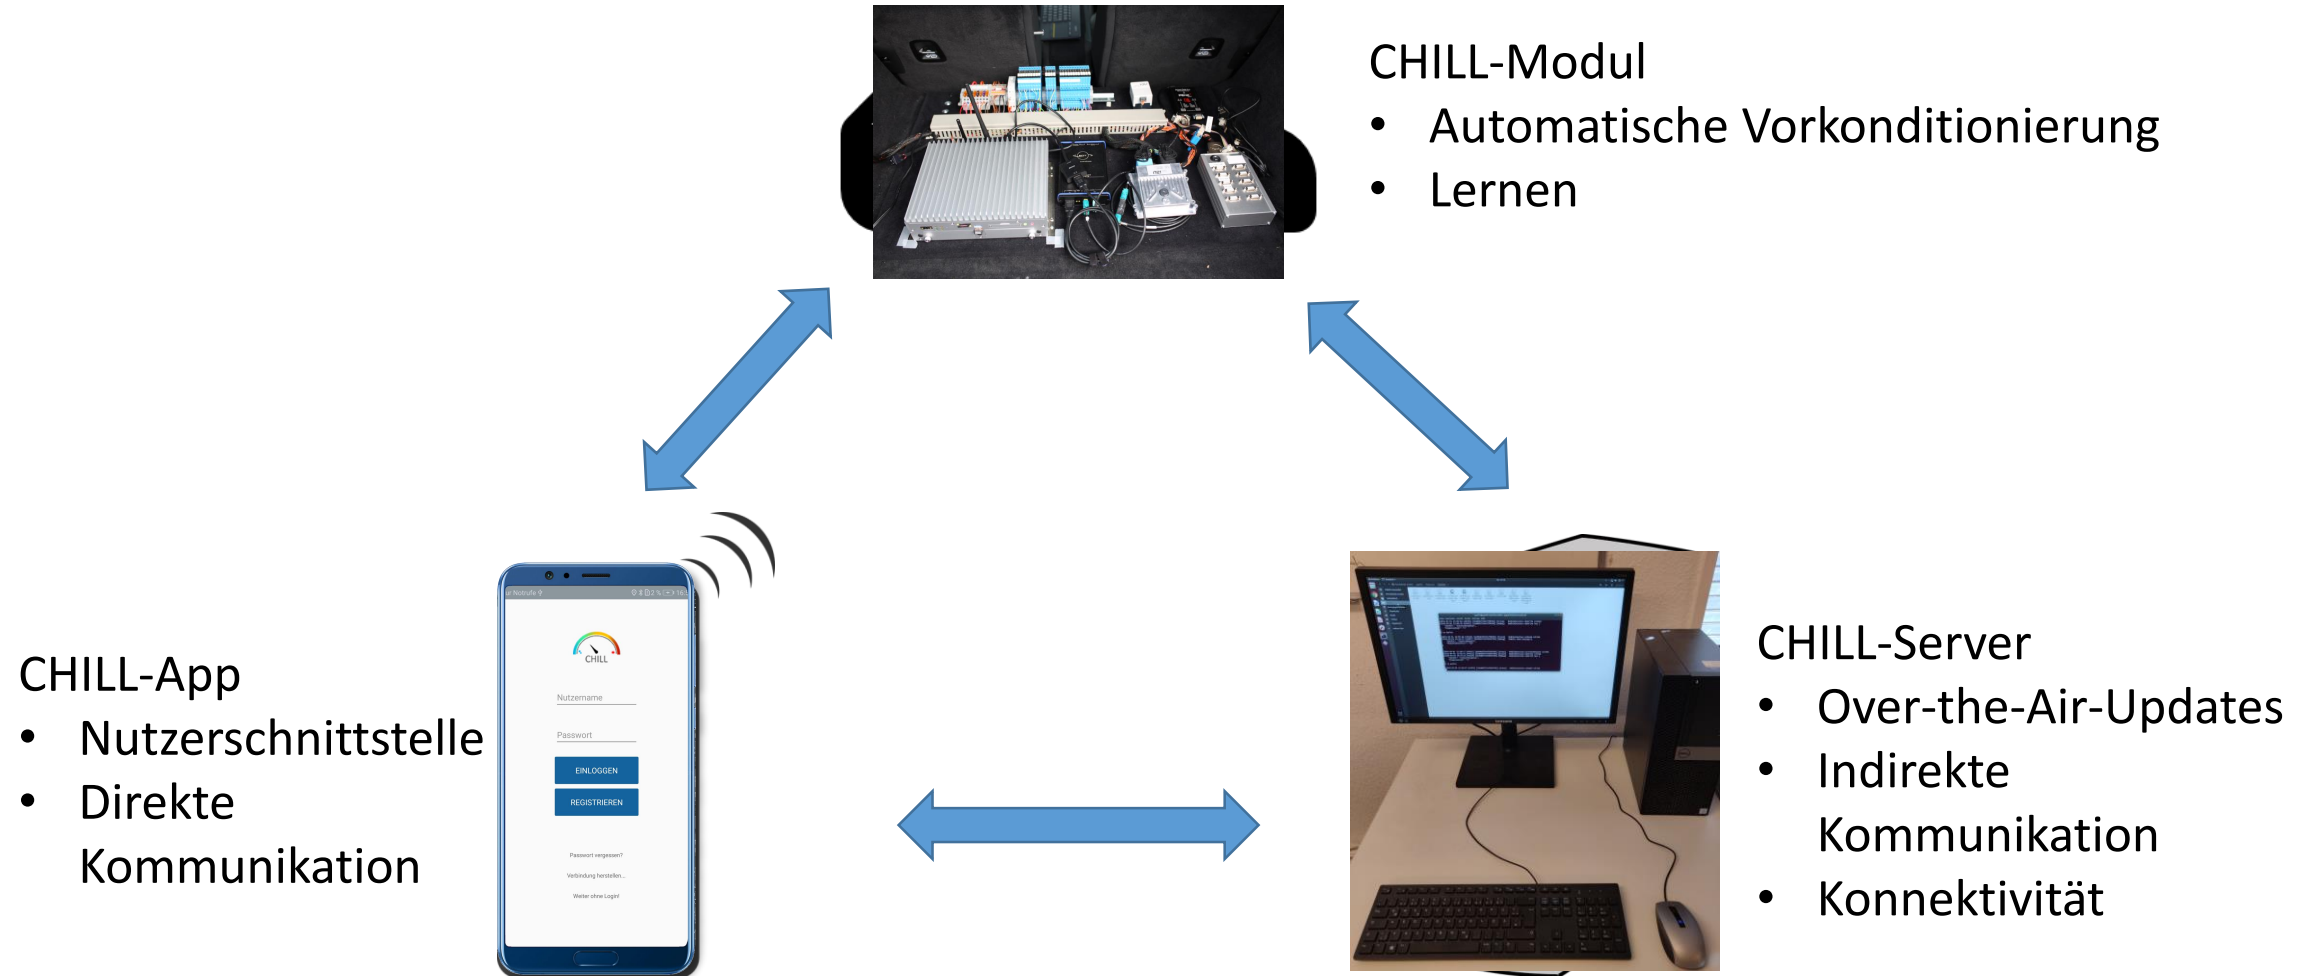 CHILL-Modul
• Automatische Vorkonditionierung
• Lernen
CHILL-App
• Nutzerschnittstelle
• Direkte
Kommunikation
CHILL
Nutzername
Passwort
EINLOGGEN
REGISTRIEREN
Passwort vergessen?
Verbindung herstellen...
Weiter ohne Login!
CHILL-Server
• Over-the-Air-Updates
• Indirekte
Kommunikation
• Konnektivität